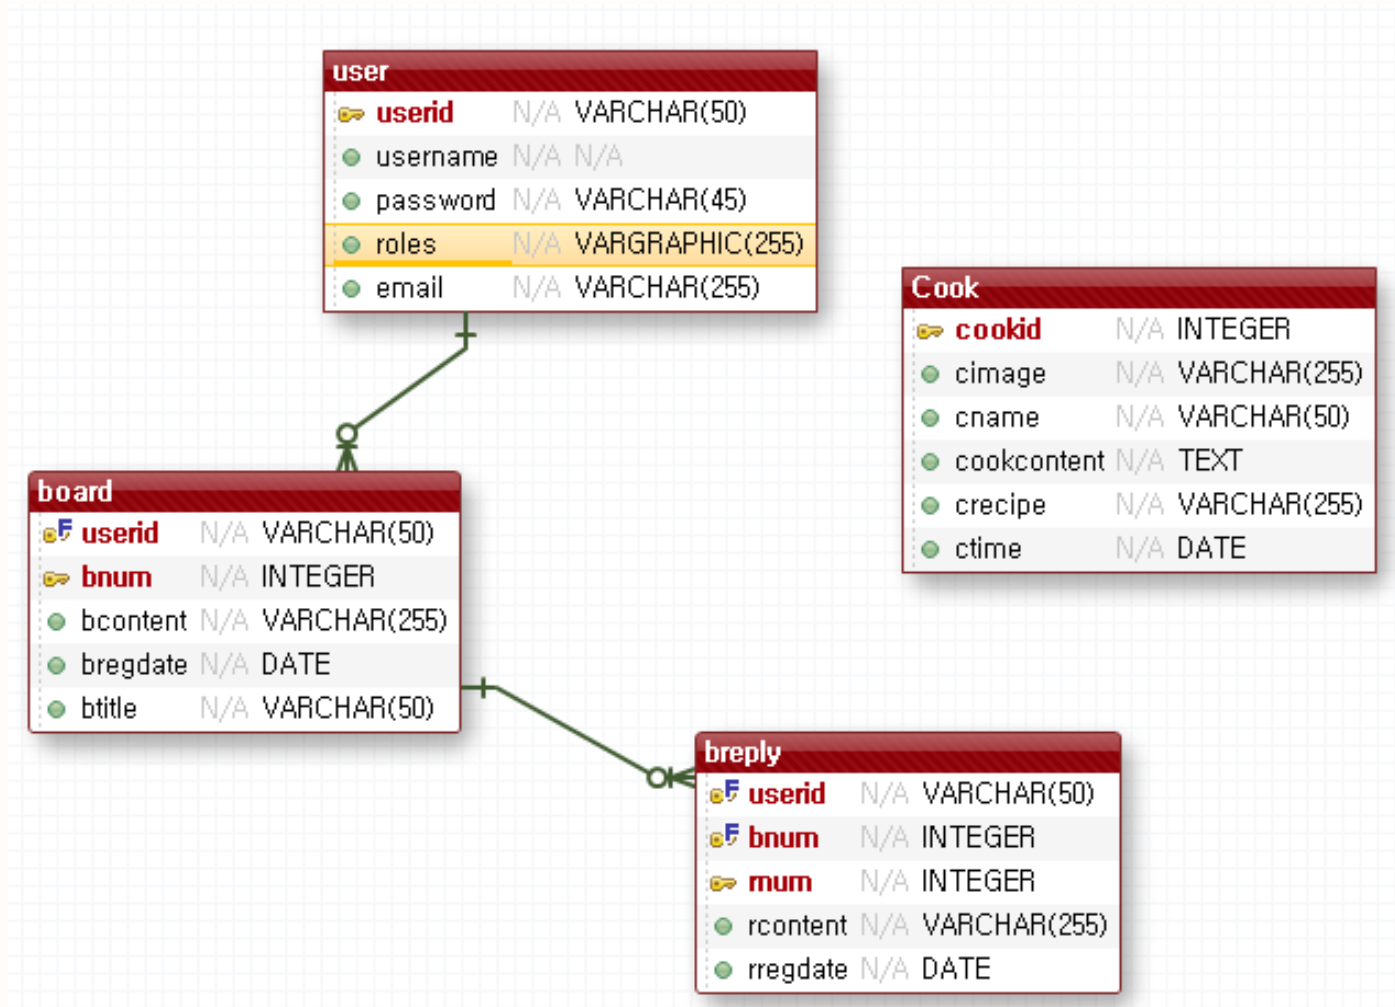 user
userid N/A VARCHAR(50)
username N/A N/A
password N/A VARCHAR(45)
roles N/A VARGRAPHIC(255)
email N/A VARCHAR(255)
Cook
cookid N/A INTEGER
cimage N/A VARCHAR(255)
cname N/A VARCHAR(50)
cookcontent N/A TEXT
crecipe N/A VARCHAR(255)
ctime N/A DATE
board
F userid N/A VARCHAR(50)
bnum N/A INTEGER
bcontent N/A VARCHAR(255)
bregdate N/A DATE
btitle N/A VARCHAR(50)
breply
F userid N/A VARCHAR(50)
F bnum N/A INTEGER
rnum N/A INTEGER
rcontent N/A VARCHAR(255)
rregdate N/A DATE